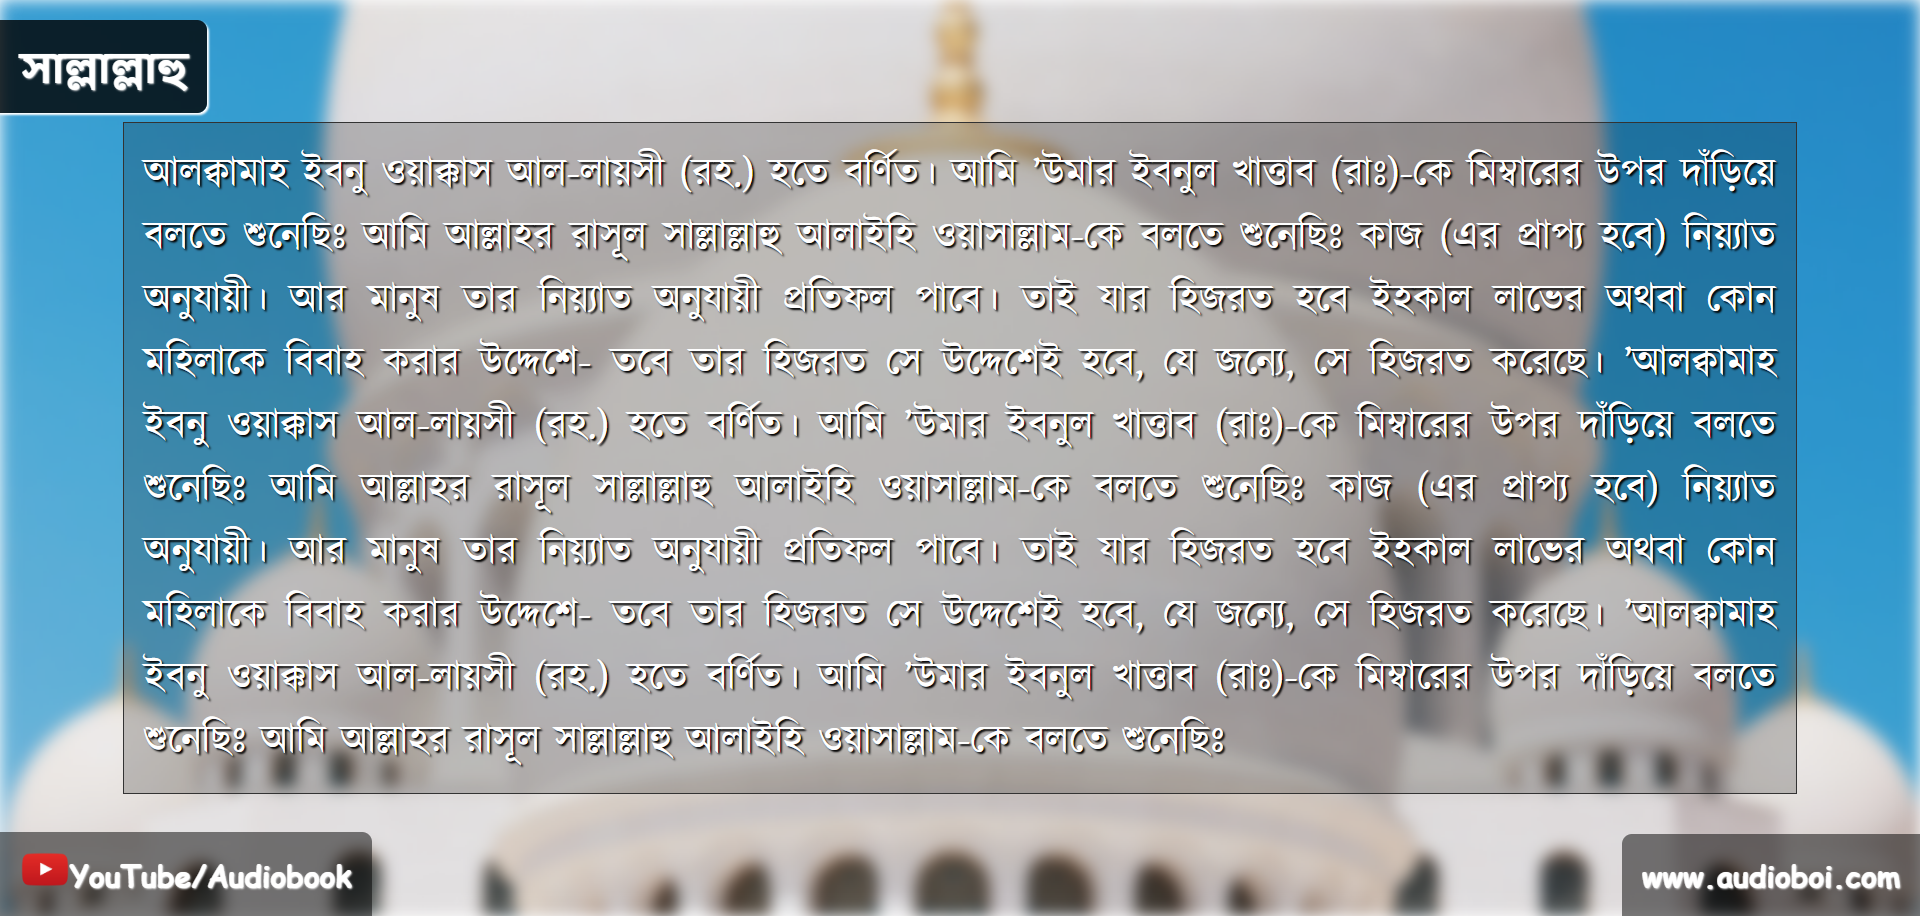 সাল্লাল্লাহু
আলক্বামাহ ইবনু ওয়াক্কাস আল-লায়সী (রহ.) হতে বর্ণিত। আমি ’উমার ইবনুল খাত্তাব (রাঃ)-কে মিম্বারের উপর দাঁড়িয়ে
বলতে শুনেছিঃ আমি আল্লাহর রাসূল সাল্লাল্লাহু আলাইহি ওয়াসাল্লাম-কে বলতে শুনেছিঃ কাজ (এর প্রাপ্য হবে) নিয়্যাত
অনুযায়ী। আর মানুষ তার নিয়্যাত অনুযায়ী প্রতিফল পাবে। তাই যার হিজরত হবে ইহকাল লাভের অথবা কোন
মহিলাকে বিবাহ করার উদ্দেশে- তবে তার হিজরত সে উদ্দেশেই হবে, যে জন্যে, সে হিজরত করেছে। ’আলক্বামাহ
ইবনু ওয়াক্কাস আল-লায়সী (রহ.) হতে বর্ণিত। আমি ’উমার ইবনুল খাত্তাব (রাঃ)-কে মিম্বারের উপর দাঁড়িয়ে বলতে
শুনেছিঃ আমি আল্লাহর রাসূল সাল্লাল্লাহু আলাইহি ওয়াসাল্লাম-কে বলতে শুনেছিঃ কাজ (এর প্রাপ্য হবে) নিয়্যাত
অনুযায়ী। আর মানুষ তার নিয়্যাত অনুযায়ী প্রতিফল পাবে। তাই যার হিজরত হবে ইহকাল লাভের অথবা কোন
মহিলাকে বিবাহ করার উদ্দেশে- তবে তার হিজরত সে উদ্দেশেই হবে, যে জন্যে, সে হিজরত করেছে। ’আলক্বামাহ
ইবনু ওয়াক্কাস আল-লায়সী (রহ.) হতে বর্ণিত। আমি ’উমার ইবনুল খাত্তাব (রাঃ)-কে মিম্বারের উপর দাঁড়িয়ে বলতে
শুনেছিঃ আমি আল্লাহর রাসূল সাল্লাল্লাহু আলাইহি ওয়াসাল্লাম-কে বলতে শুনেছিঃ
YouTube/Audiobook
www.audioboi.com